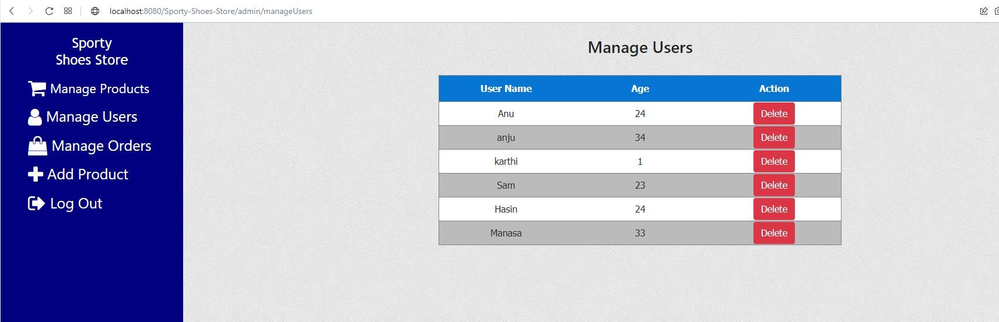 localhost:8080/Sporty-Shoes-Store/admin/manageUsers
Sporty
Shoes Store
Manage Products
Manage Users
Manage Orders
Add Product
Log Out
Manage Users
User Name Age Action
Anu 24 Delete
anju 34 Delete
karthi 1 Delete
Sam 23 Delete
Hasin 24 Delete
Manasa 33 Delete